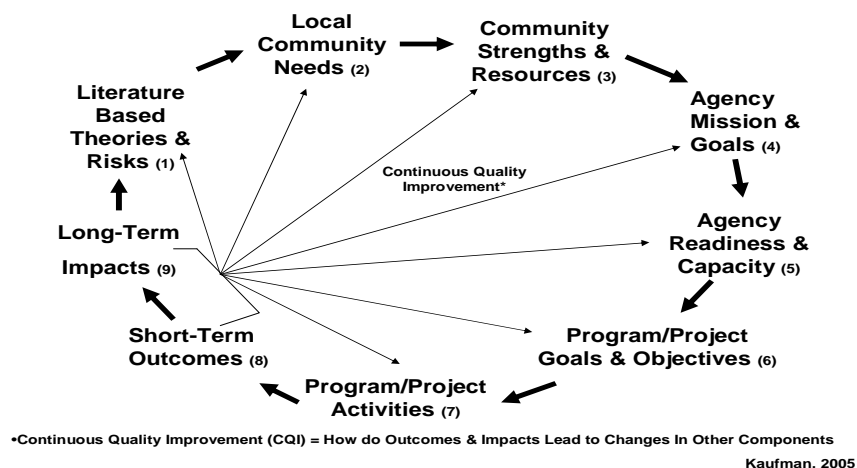 Local
Community
Needs (2)
Community
Strengths &
Resources (3)
Literature
Based
Theories &
Risks (1)
Agency
Mission &
Goals (4)
Continuous Quality
Improvement*
Agency
Readiness &
Capacity (5)
Long-Term
Impacts (9)
Short-Term
Outcomes (8)
Program/Project
Goals & Objectives (6)
Program/Project
Activities (7)
•Continuous Quality Improvement (CQI) = How do Outcomes & Impacts Lead to Changes In Other Components
Kaufman, 2005